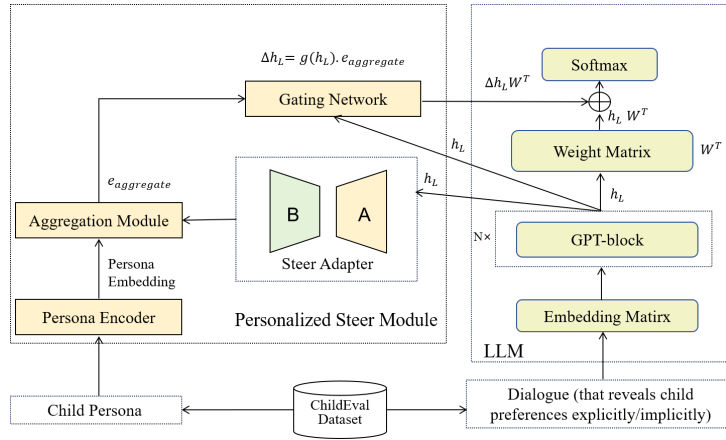 Δh_L = g(h_L). e_aggregate
Gating Network
Δh_L W^T
Softmax
h_L W^T
Weight Matrix
W^T
h_L
h_L
h_L
e_aggregate
Aggregation Module
B
A
Steer Adapter
N×
GPT-block
Persona
Embedding
Persona Encoder
Personalized Steer Module
Embedding Matirx
LLM
Child Persona
ChildEval
Dataset
Dialogue (that reveals child
preferences explicitly/implicitly)